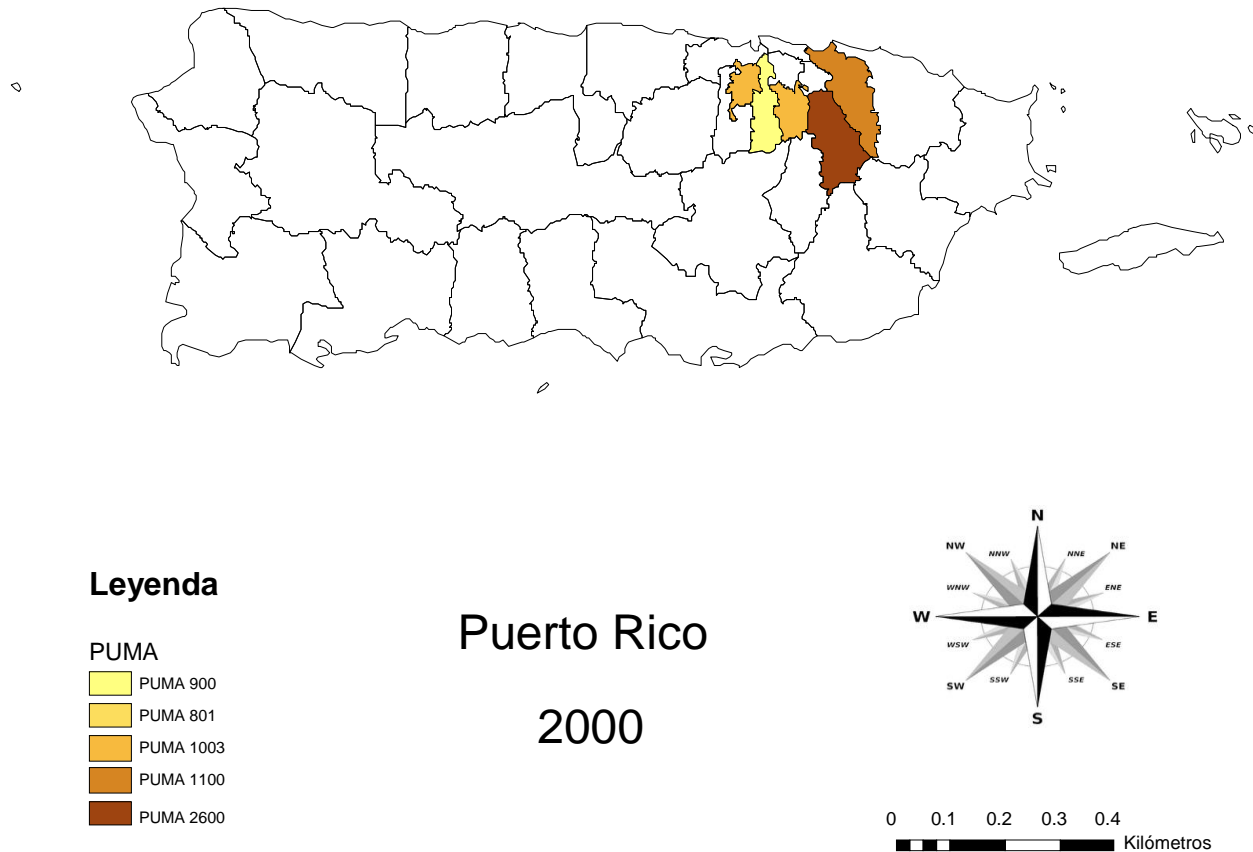 Leyenda
PUMA
PUMA 900
PUMA 801
PUMA 1003
PUMA 1100
PUMA 2600
Puerto Rico
2000
N
NNW NNE
NW NE
WNW ENE
W E
WSW ESE
SW SE
SSW SSE
S
0 0.1 0.2 0.3 0.4
Kilómetros